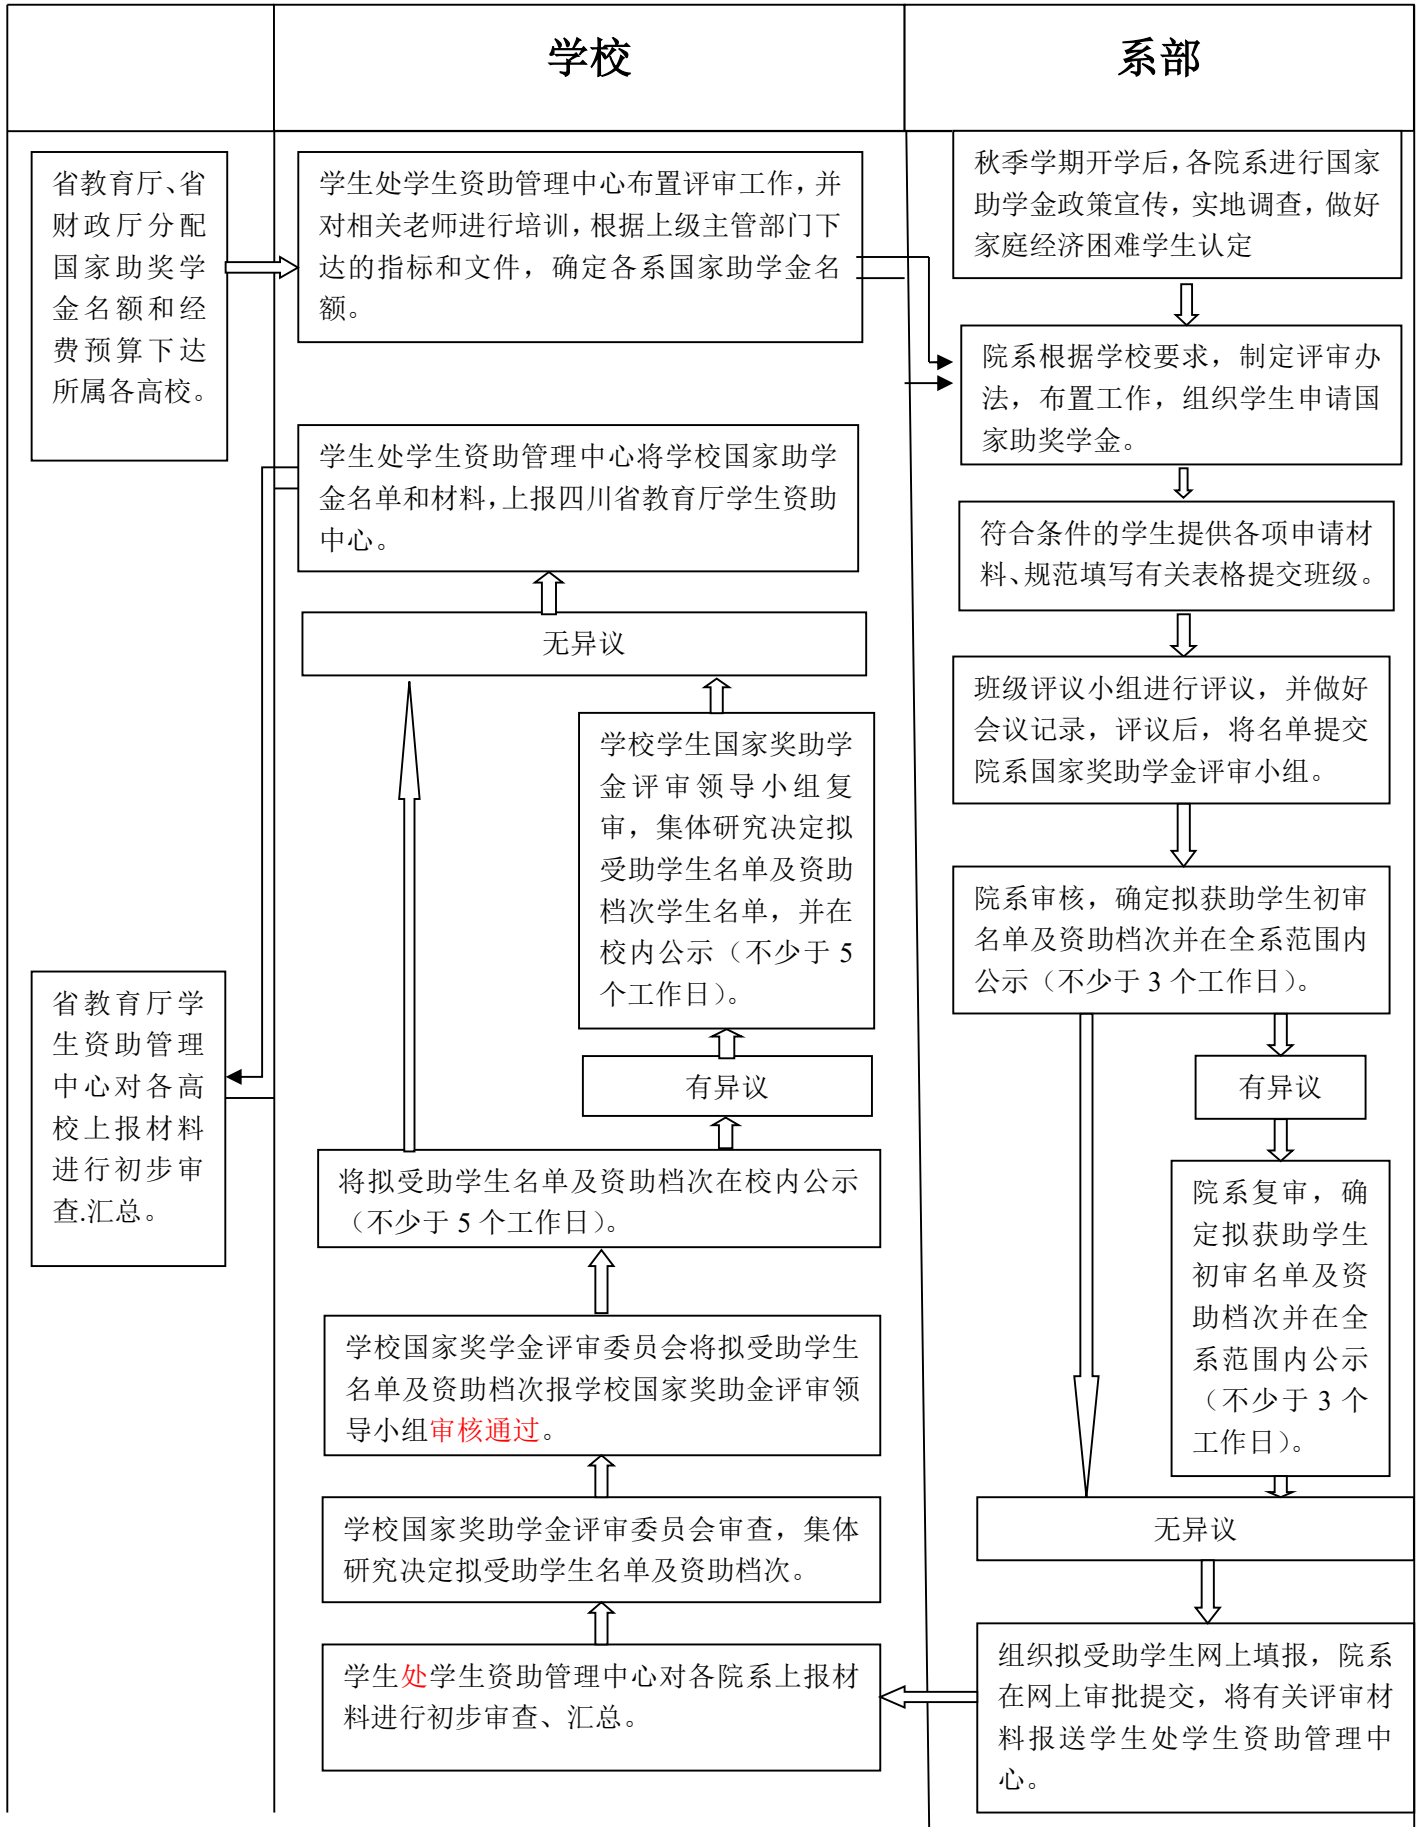 学校
系部
省教育厅、省
财政厅分配
国家助奖学
金名额和经
费预算下达
所属各高校。
学生处学生资助管理中心布置评审工作，并
对相关老师进行培训，根据上级主管部门下
达的指标和文件，确定各系国家助学金名
额。
秋季学期开学后，各院系进行国家
助学金政策宣传，实地调查，做好
家庭经济困难学生认定
院系根据学校要求，制定评审办
法，布置工作，组织学生申请国
家助奖学金。
学生处学生资助管理中心将学校国家助学
金名单和材料，上报四川省教育厅学生资助
中心。
符合条件的学生提供各项申请材
料、规范填写有关表格提交班级。
无异议
班级评议小组进行评议，并做好
会议记录，评议后，将名单提交
院系国家奖助学金评审小组。
学校学生国家奖助学
金评审领导小组复
审，集体研究决定拟
受助学生名单及资助
档次学生名单，并在
校内公示（不少于 5
个工作日）。
院系审核，确定拟获助学生初审
名单及资助档次并在全系范围内
公示（不少于 3 个工作日）。
省教育厅学
生资助管理
中心对各高
校上报材料
进行初步审
查.汇总。
有异议
有异议
将拟受助学生名单及资助档次在校内公示
（不少于 5 个工作日）。
院系复审，确
定拟获助学生
初审名单及资
助档次并在全
系范围内公示
（不少于 3 个
工作日）。
学校国家奖学金评审委员会将拟受助学生
名单及资助档次报学校国家奖助金评审领
导小组审核通过。
学校国家奖助学金评审委员会审查，集体
研究决定拟受助学生名单及资助档次。
无异议
学生处学生资助管理中心对各院系上报材
料进行初步审查、汇总。
组织拟受助学生网上填报，院系
在网上审批提交，将有关评审材
料报送学生处学生资助管理中
心。